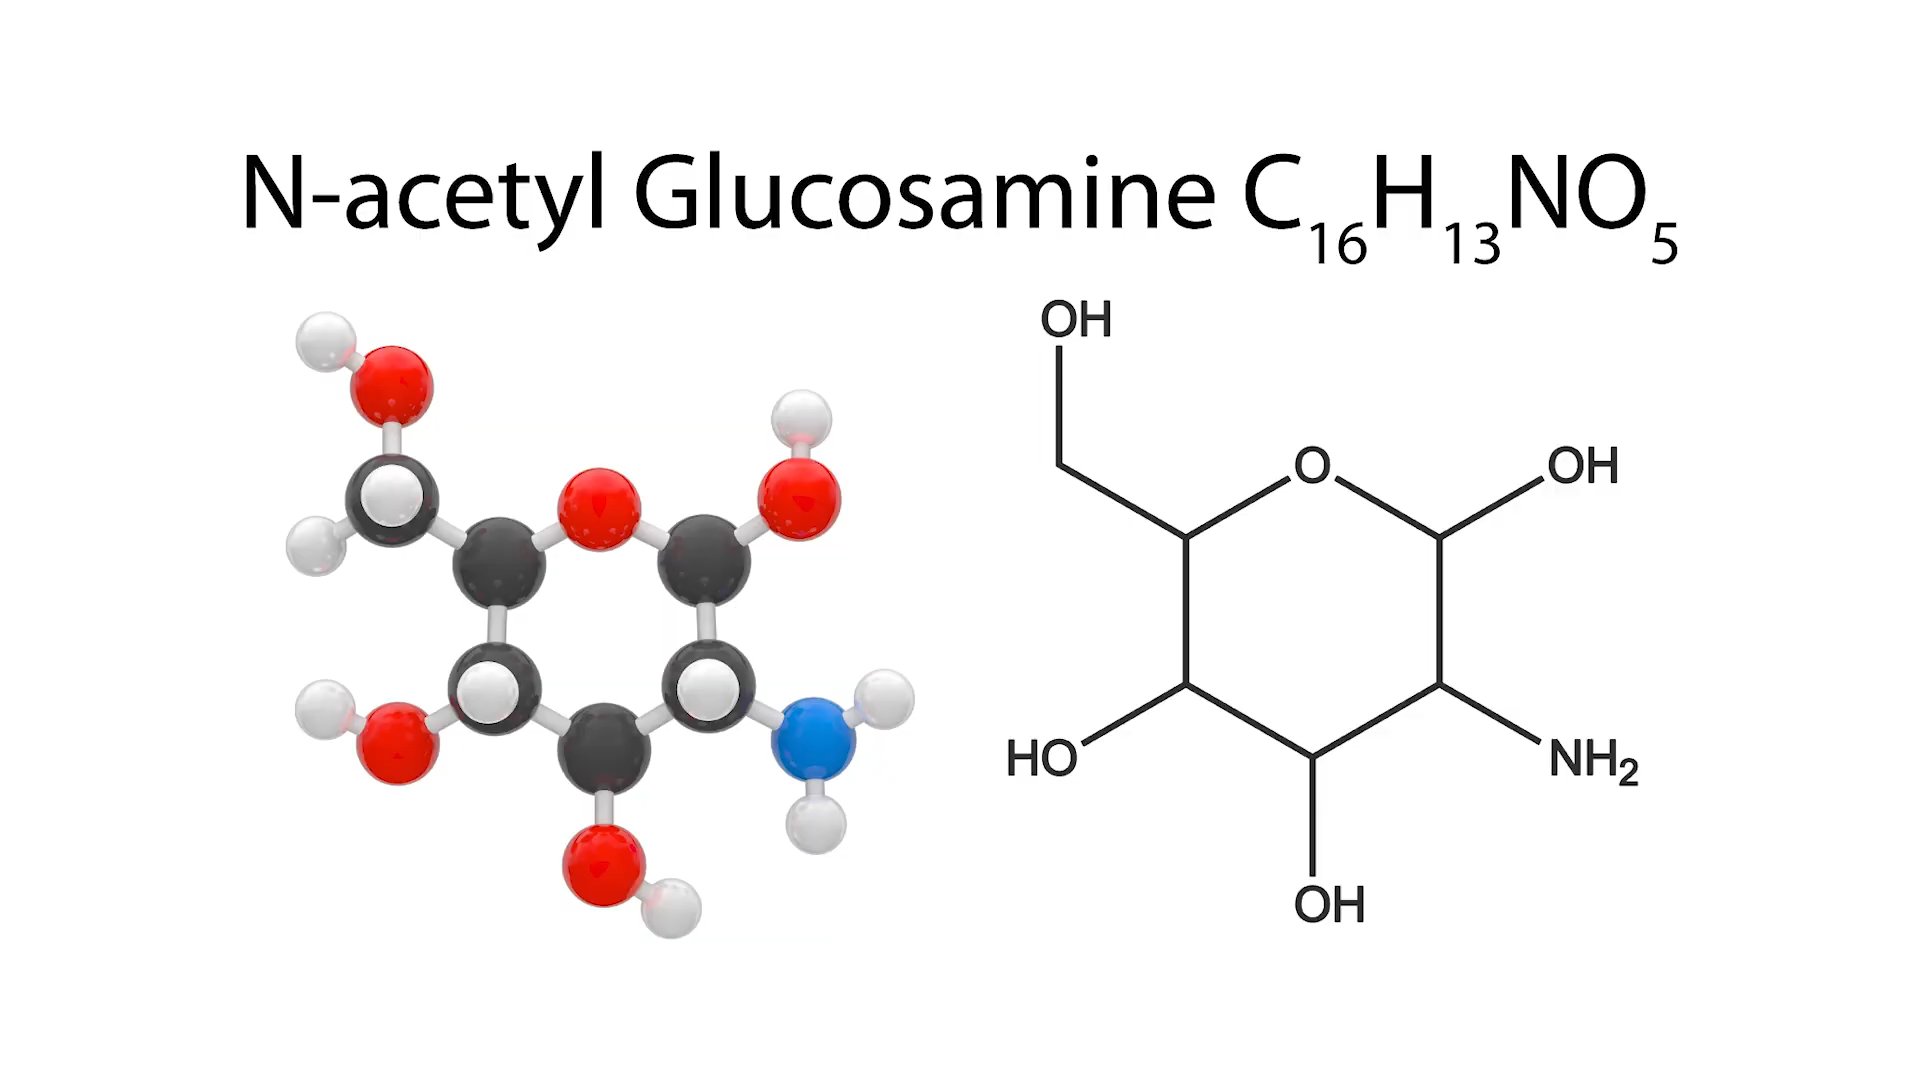 N-acetyl Glucosamine C₁₆H₁₃NO₅
OH
O
OH
HO
NH₂
OH